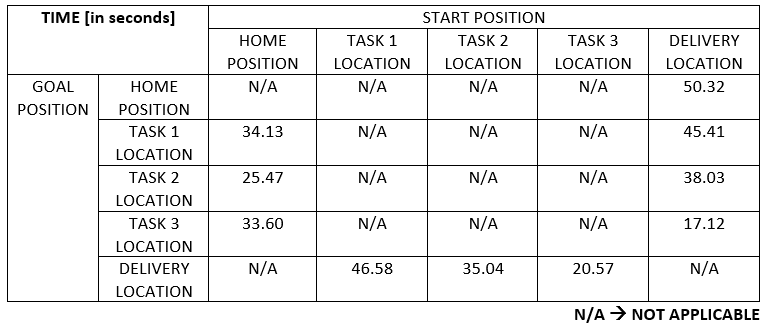 TIME [in seconds] START POSITION
HOME POSITION TASK 1 LOCATION TASK 2 LOCATION TASK 3 LOCATION DELIVERY LOCATION
GOAL POSITION HOME POSITION N/A N/A N/A N/A 50.32
TASK 1 LOCATION 34.13 N/A N/A N/A 45.41
TASK 2 LOCATION 25.47 N/A N/A N/A 38.03
TASK 3 LOCATION 33.60 N/A N/A N/A 17.12
DELIVERY LOCATION N/A 46.58 35.04 20.57 N/A
N/A → NOT APPLICABLE